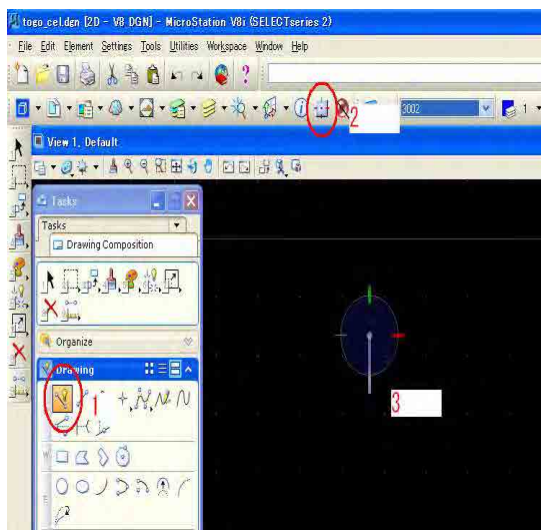 togo_cel.dgn [2D - V8 DGN] - MicroStation V8i (SELECTseries 2)
File Edit Element Settings Tools Utilities Workspace Window Help
2
3002
1
View 1, Default
Tasks
Tasks
Drawing Composition
Organize
Drawing
1
3